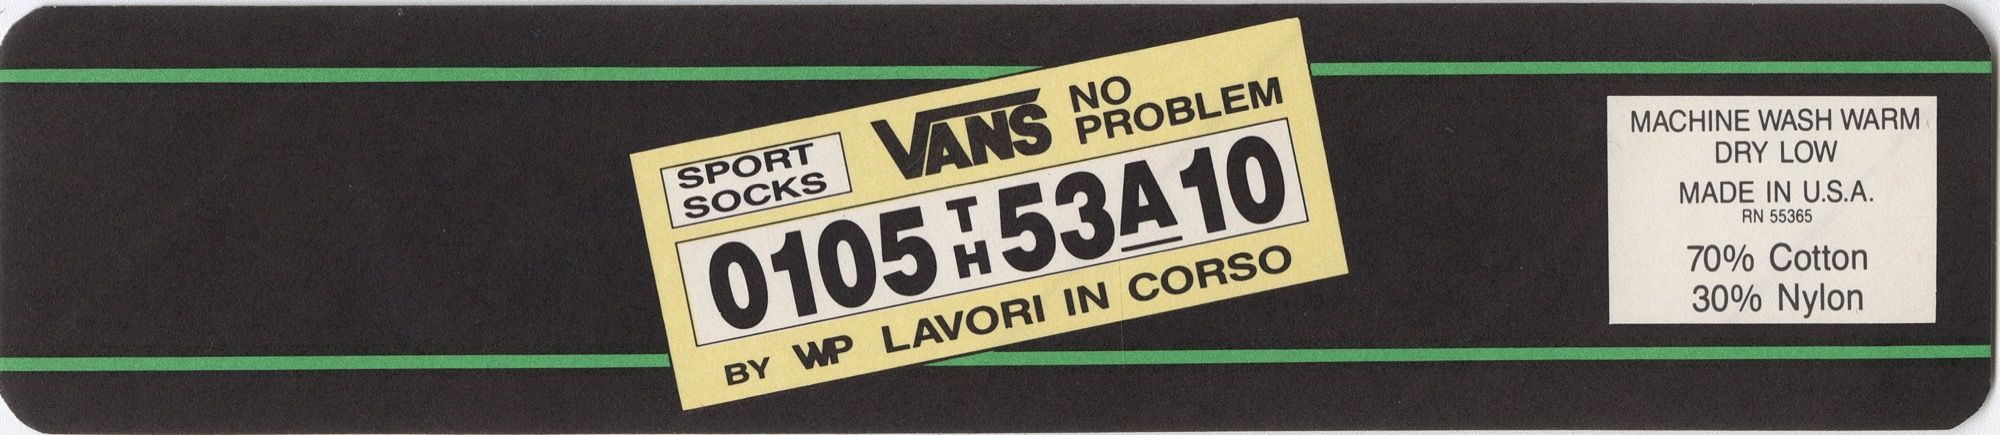 SPORT
SOCKS
VANS
NO
PROBLEM
0105 TH 53A10
BY WP LAVORI IN CORSO
MACHINE WASH WARM
DRY LOW
MADE IN U.S.A.
RN 55365
70% Cotton
30% Nylon